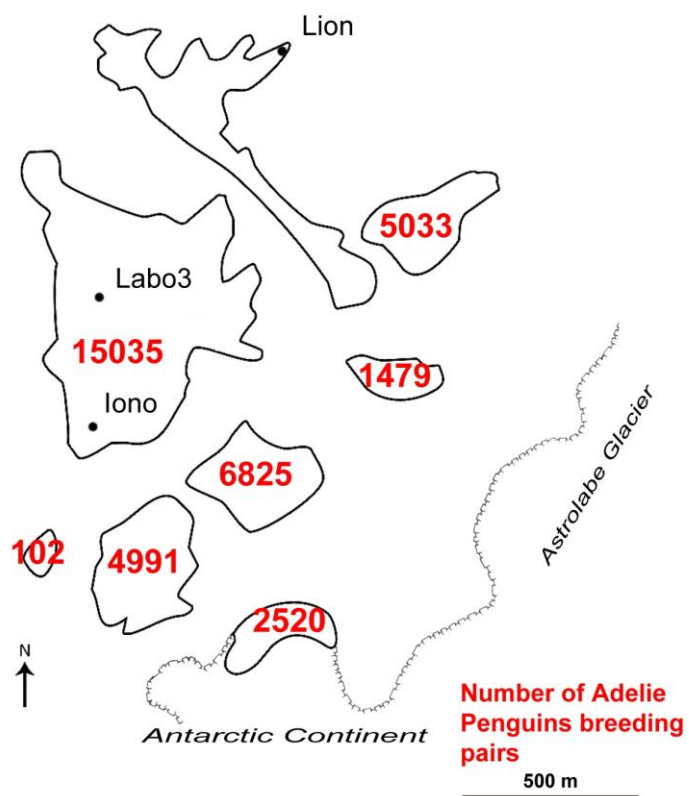 Lion
5033
Labo3
15035
1479
Iono
6825
Astrolabe Glacier
102
4991
2520
N
Antarctic Continent
Number of Adelie
Penguins breeding
pairs
500 m